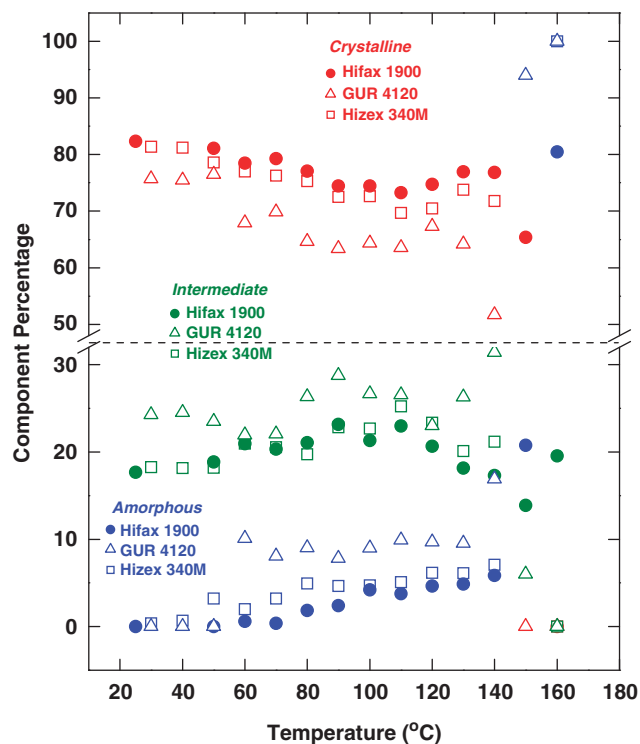 100
90
80
70
60
50
30
20
10
0
Component Percentage
Crystalline
Hifax 1900
GUR 4120
Hizex 340M
Intermediate
Hifax 1900
GUR 4120
Hizex 340M
Amorphous
Hifax 1900
GUR 4120
Hizex 340M
20 40 60 80 100 120 140 160 180
Temperature (°C)